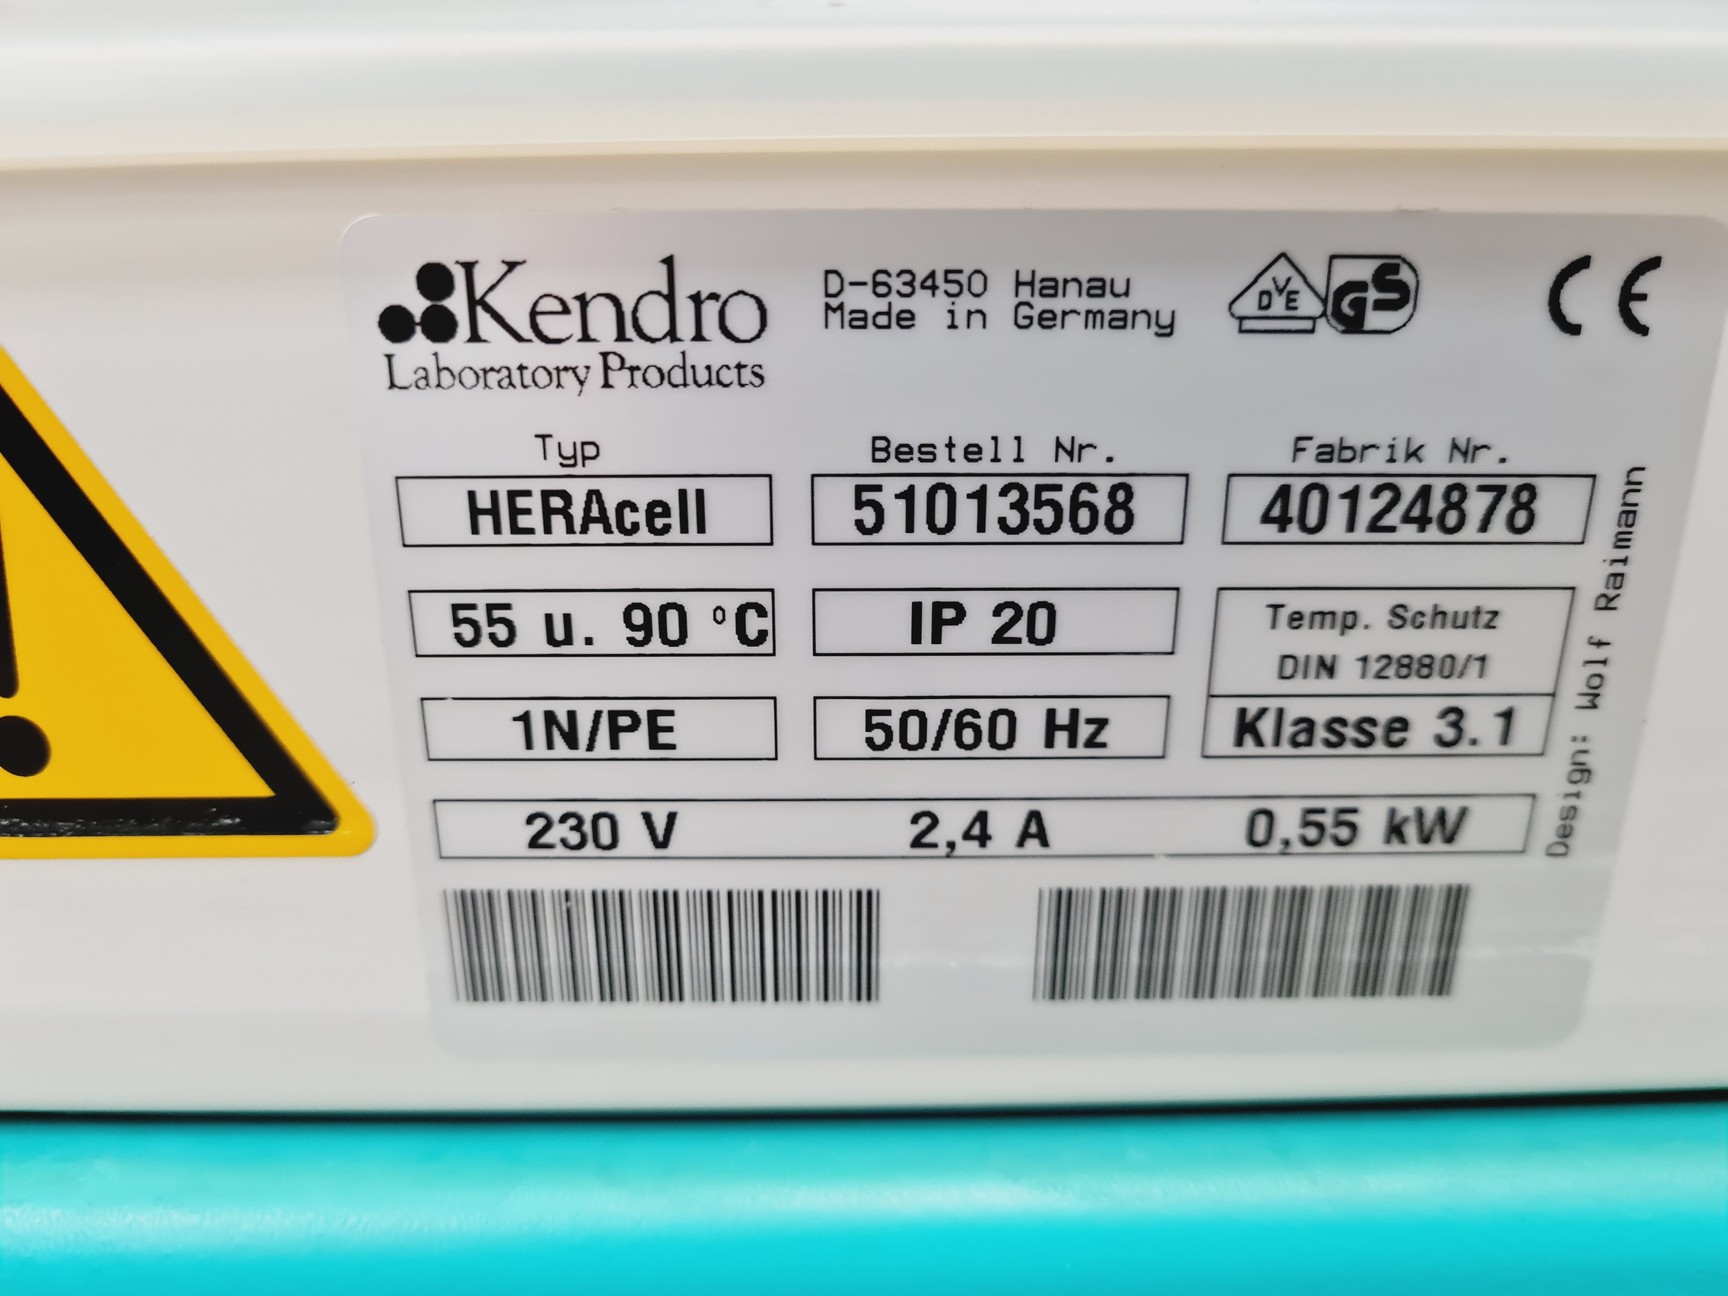 Kendro
Laboratory Products
D-63450 Hanau
Made in Germany
DVE
GS
CE
Typ
HERAcell
Bestell Nr.
51013568
Fabrik Nr.
40124878
55 u. 90 °C
IP 20
Temp. Schutz
DIN 12880/1
1N/PE
50/60 Hz
Klasse 3.1
230 V 2,4 A 0,55 kW
Design: Wolf Raimann